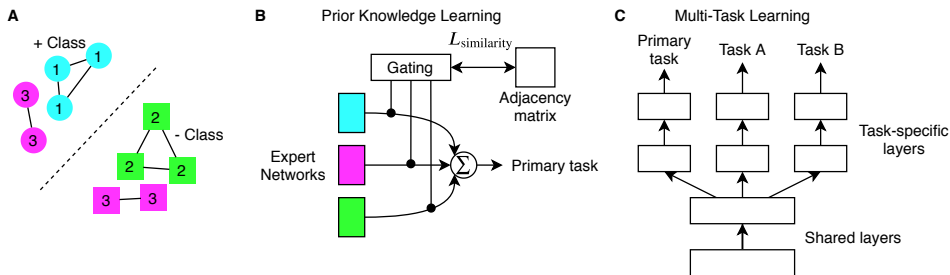 A
+ Class
1
1
1
3
3
2
- Class
2
2
3
3
B
Prior Knowledge Learning
L_similarity
Gating
Adjacency
matrix
Expert
Networks
Σ
Primary task
C
Multi-Task Learning
Primary
task
Task A
Task B
Task-specific
layers
Shared layers